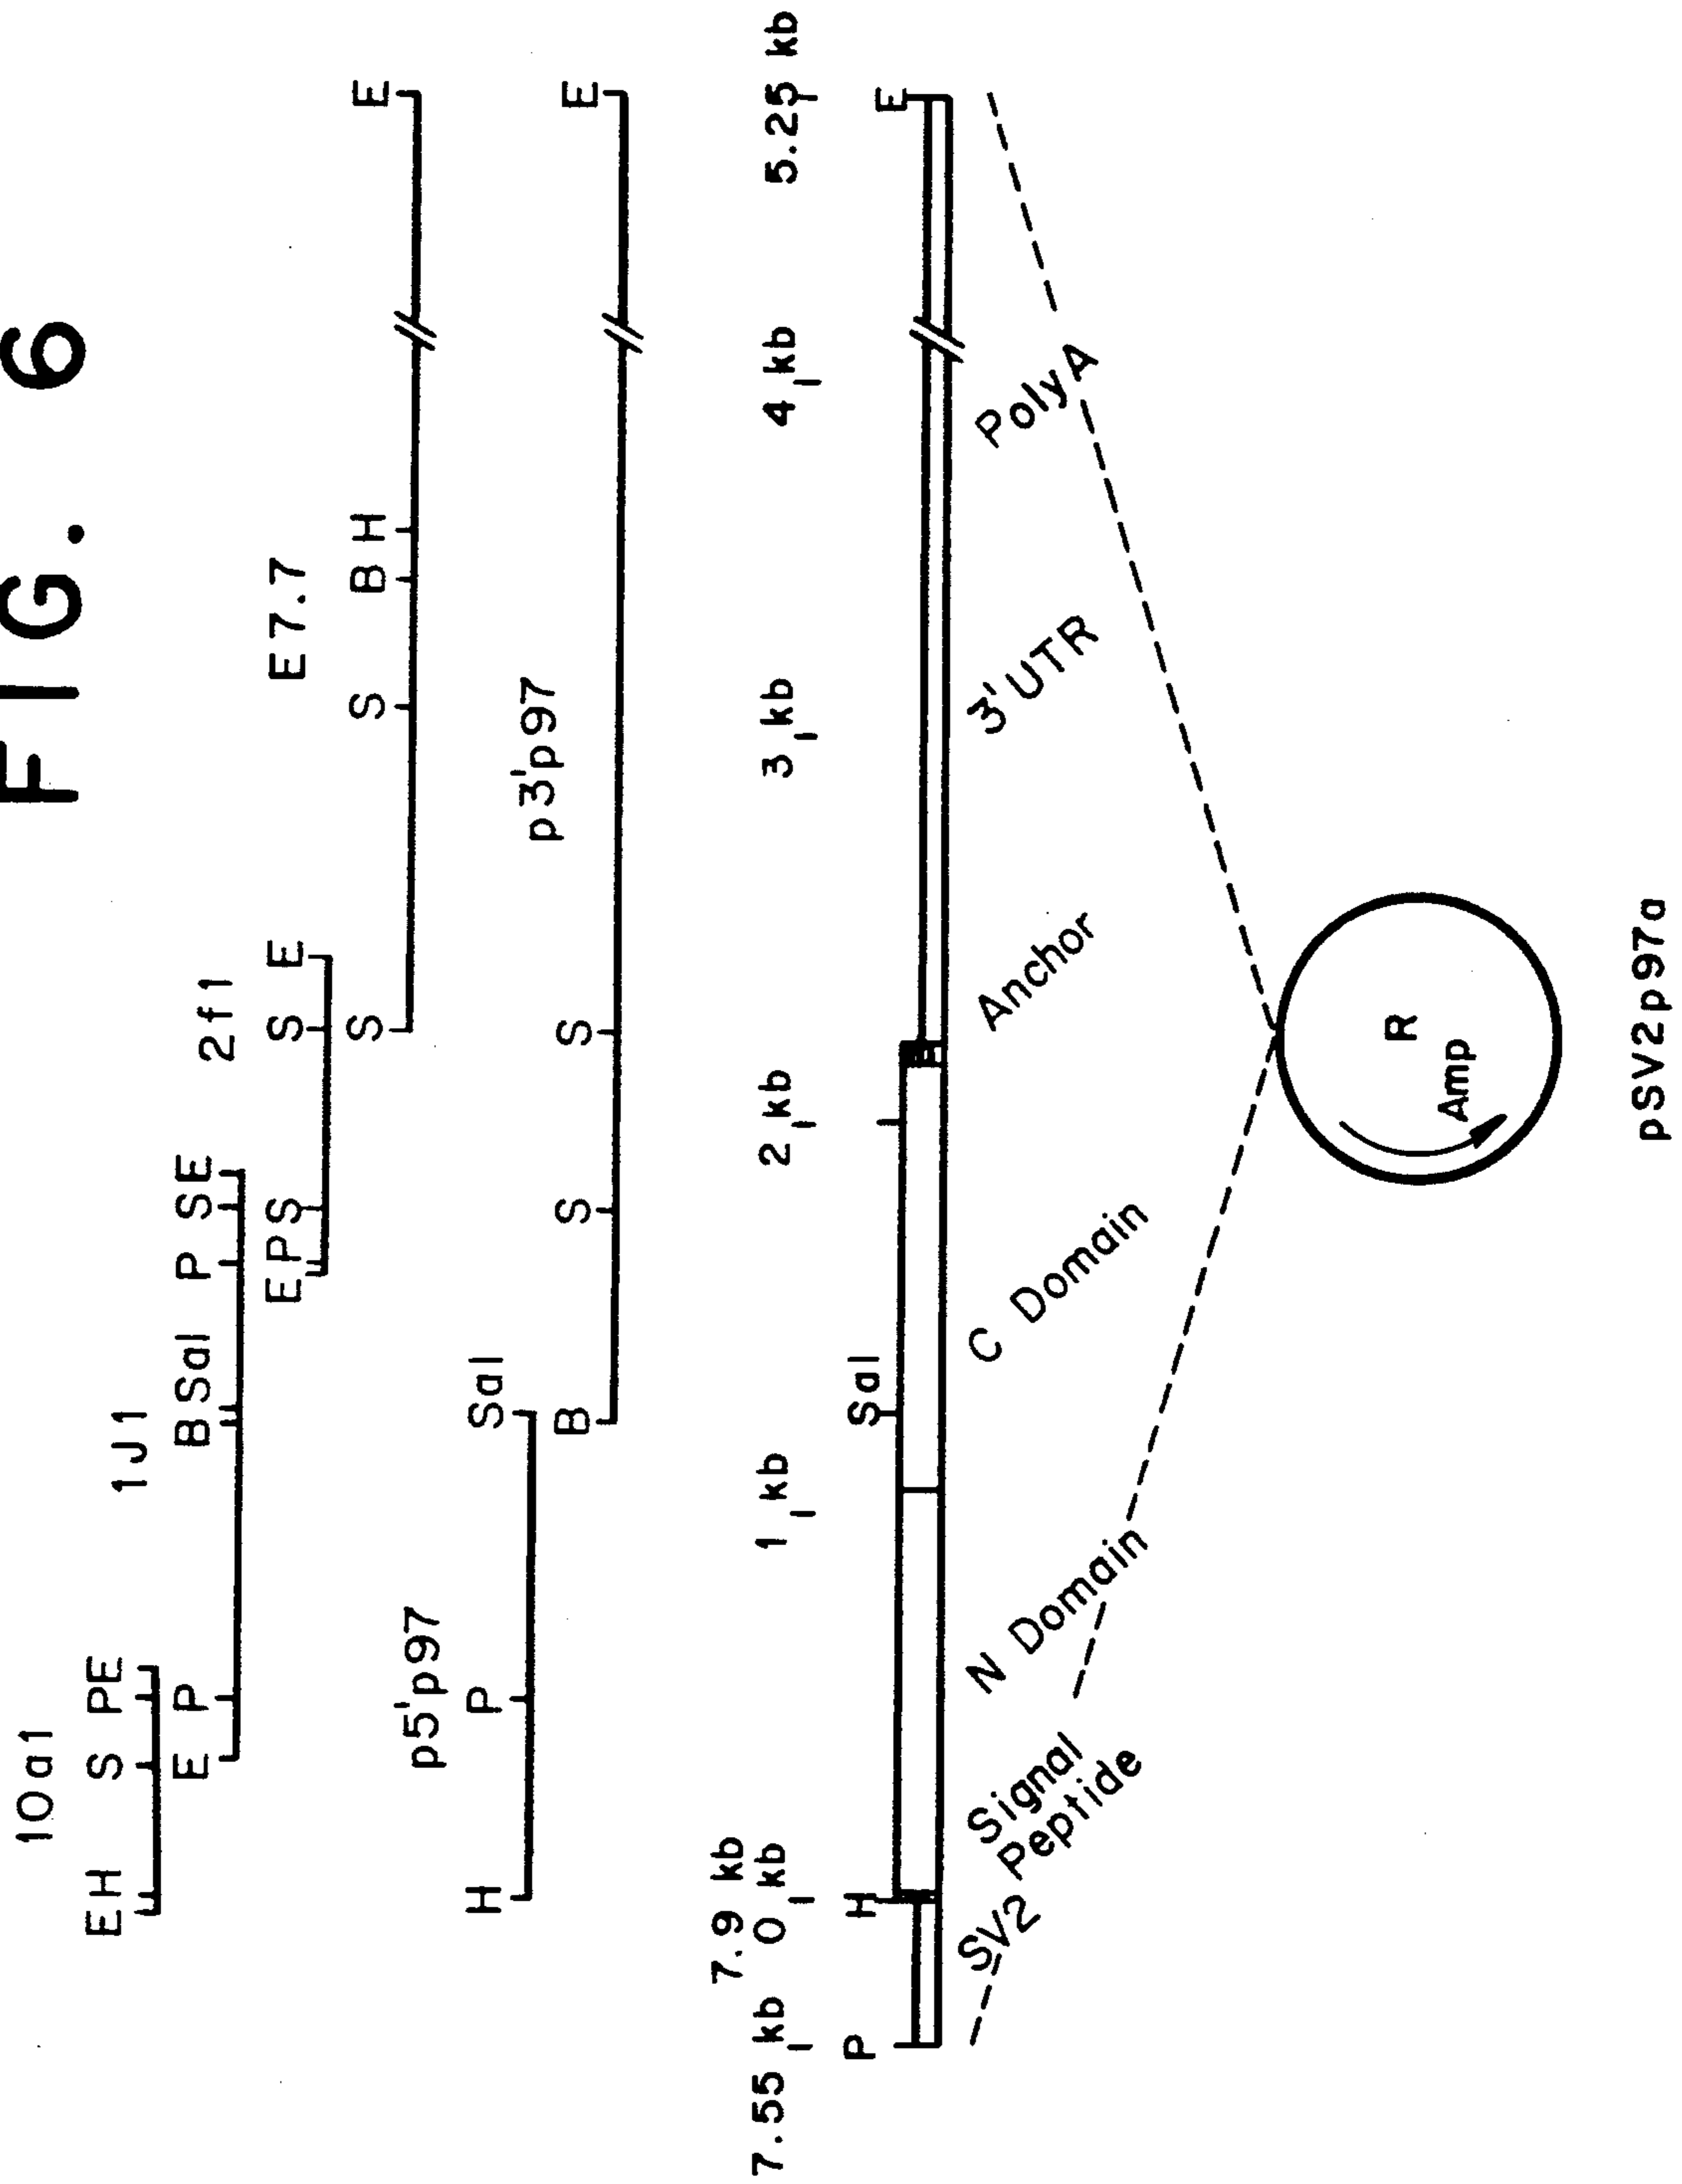 FIG. 6
10a1
E H S P E
1J1
E P B Sal P S E
2f1
E P S S E
E7.7
S S B H E
p5'p97
H P Sal
p3'p97
B S S E
7.9 kb
7.55 kb 0 kb 1 kb 2 kb 3 kb 4 kb 5.25 kb
P H Sal E
SV2
Signal Peptide
N Domain
C Domain
Anchor
3'UTR
PolyA
R
Amp
pSV2p97a